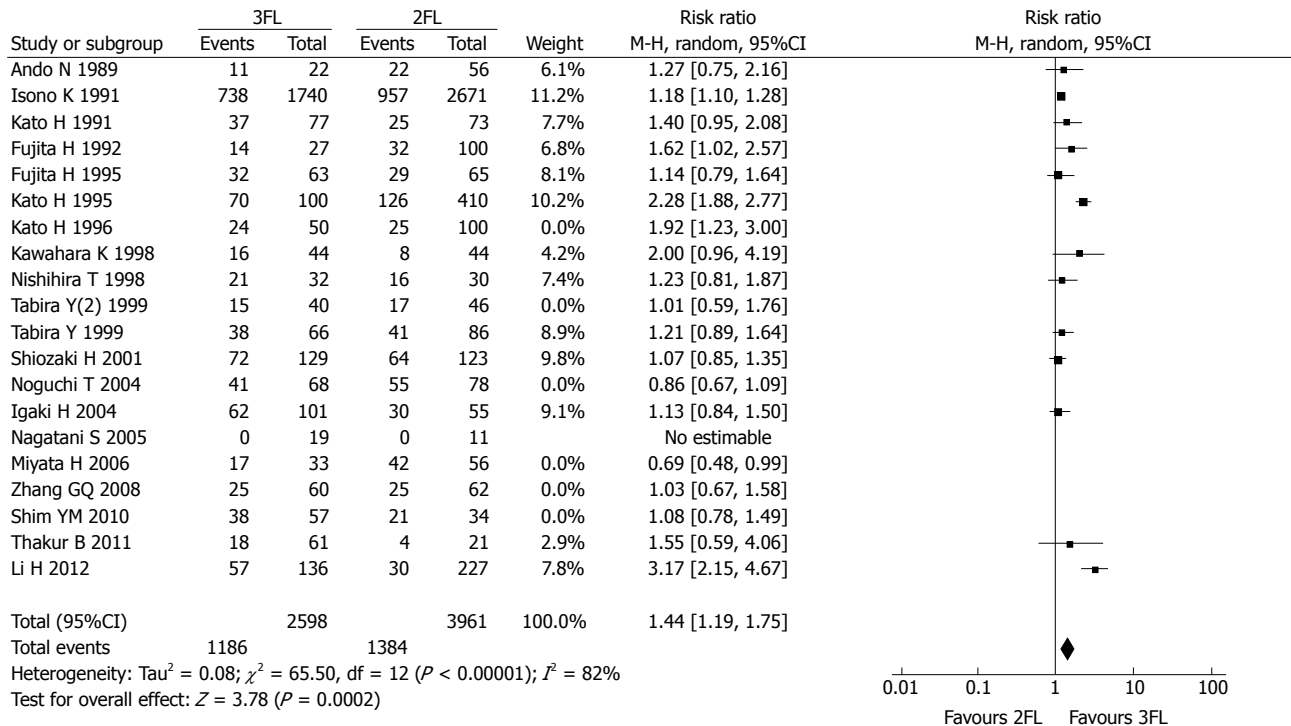 3FL 2FL Risk ratio Risk ratio
Study or subgroup Events Total Events Total Weight M-H, random, 95%CI M-H, random, 95%CI
Ando N 1989 11 22 22 56 6.1% 1.27 [0.75, 2.16]
Isono K 1991 738 1740 957 2671 11.2% 1.18 [1.10, 1.28]
Kato H 1991 37 77 25 73 7.7% 1.40 [0.95, 2.08]
Fujita H 1992 14 27 32 100 6.8% 1.62 [1.02, 2.57]
Fujita H 1995 32 63 29 65 8.1% 1.14 [0.79, 1.64]
Kato H 1995 70 100 126 410 10.2% 2.28 [1.88, 2.77]
Kato H 1996 24 50 25 100 0.0% 1.92 [1.23, 3.00]
Kawahara K 1998 16 44 8 44 4.2% 2.00 [0.96, 4.19]
Nishihira T 1998 21 32 16 30 7.4% 1.23 [0.81, 1.87]
Tabira Y(2) 1999 15 40 17 46 0.0% 1.01 [0.59, 1.76]
Tabira Y 1999 38 66 41 86 8.9% 1.21 [0.89, 1.64]
Shiozaki H 2001 72 129 64 123 9.8% 1.07 [0.85, 1.35]
Noguchi T 2004 41 68 55 78 0.0% 0.86 [0.67, 1.09]
Igaki H 2004 62 101 30 55 9.1% 1.13 [0.84, 1.50]
Nagatani S 2005 0 19 0 11 No estimable
Miyata H 2006 17 33 42 56 0.0% 0.69 [0.48, 0.99]
Zhang GQ 2008 25 60 25 62 0.0% 1.03 [0.67, 1.58]
Shim YM 2010 38 57 21 34 0.0% 1.08 [0.78, 1.49]
Thakur B 2011 18 61 4 21 2.9% 1.55 [0.59, 4.06]
Li H 2012 57 136 30 227 7.8% 3.17 [2.15, 4.67]
Total (95%CI) 2598 3961 100.0% 1.44 [1.19, 1.75]
Total events 1186 1384
Heterogeneity: Tau² = 0.08; χ² = 65.50, df = 12 (P < 0.00001); I² = 82%
Test for overall effect: Z = 3.78 (P = 0.0002)
0.01 0.1 1 10 100
Favours 2FL Favours 3FL